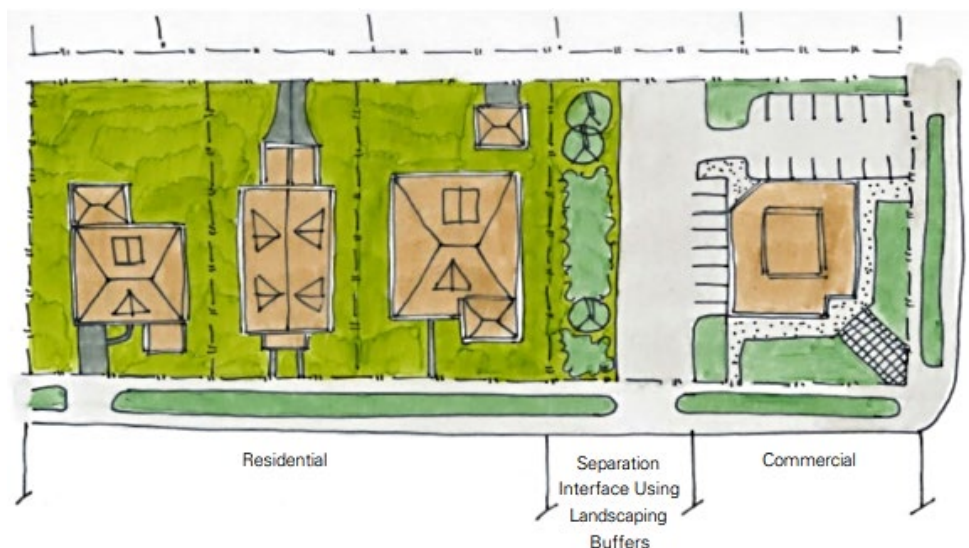 Residential
Separation
Interface Using
Landscaping
Buffers
Commercial